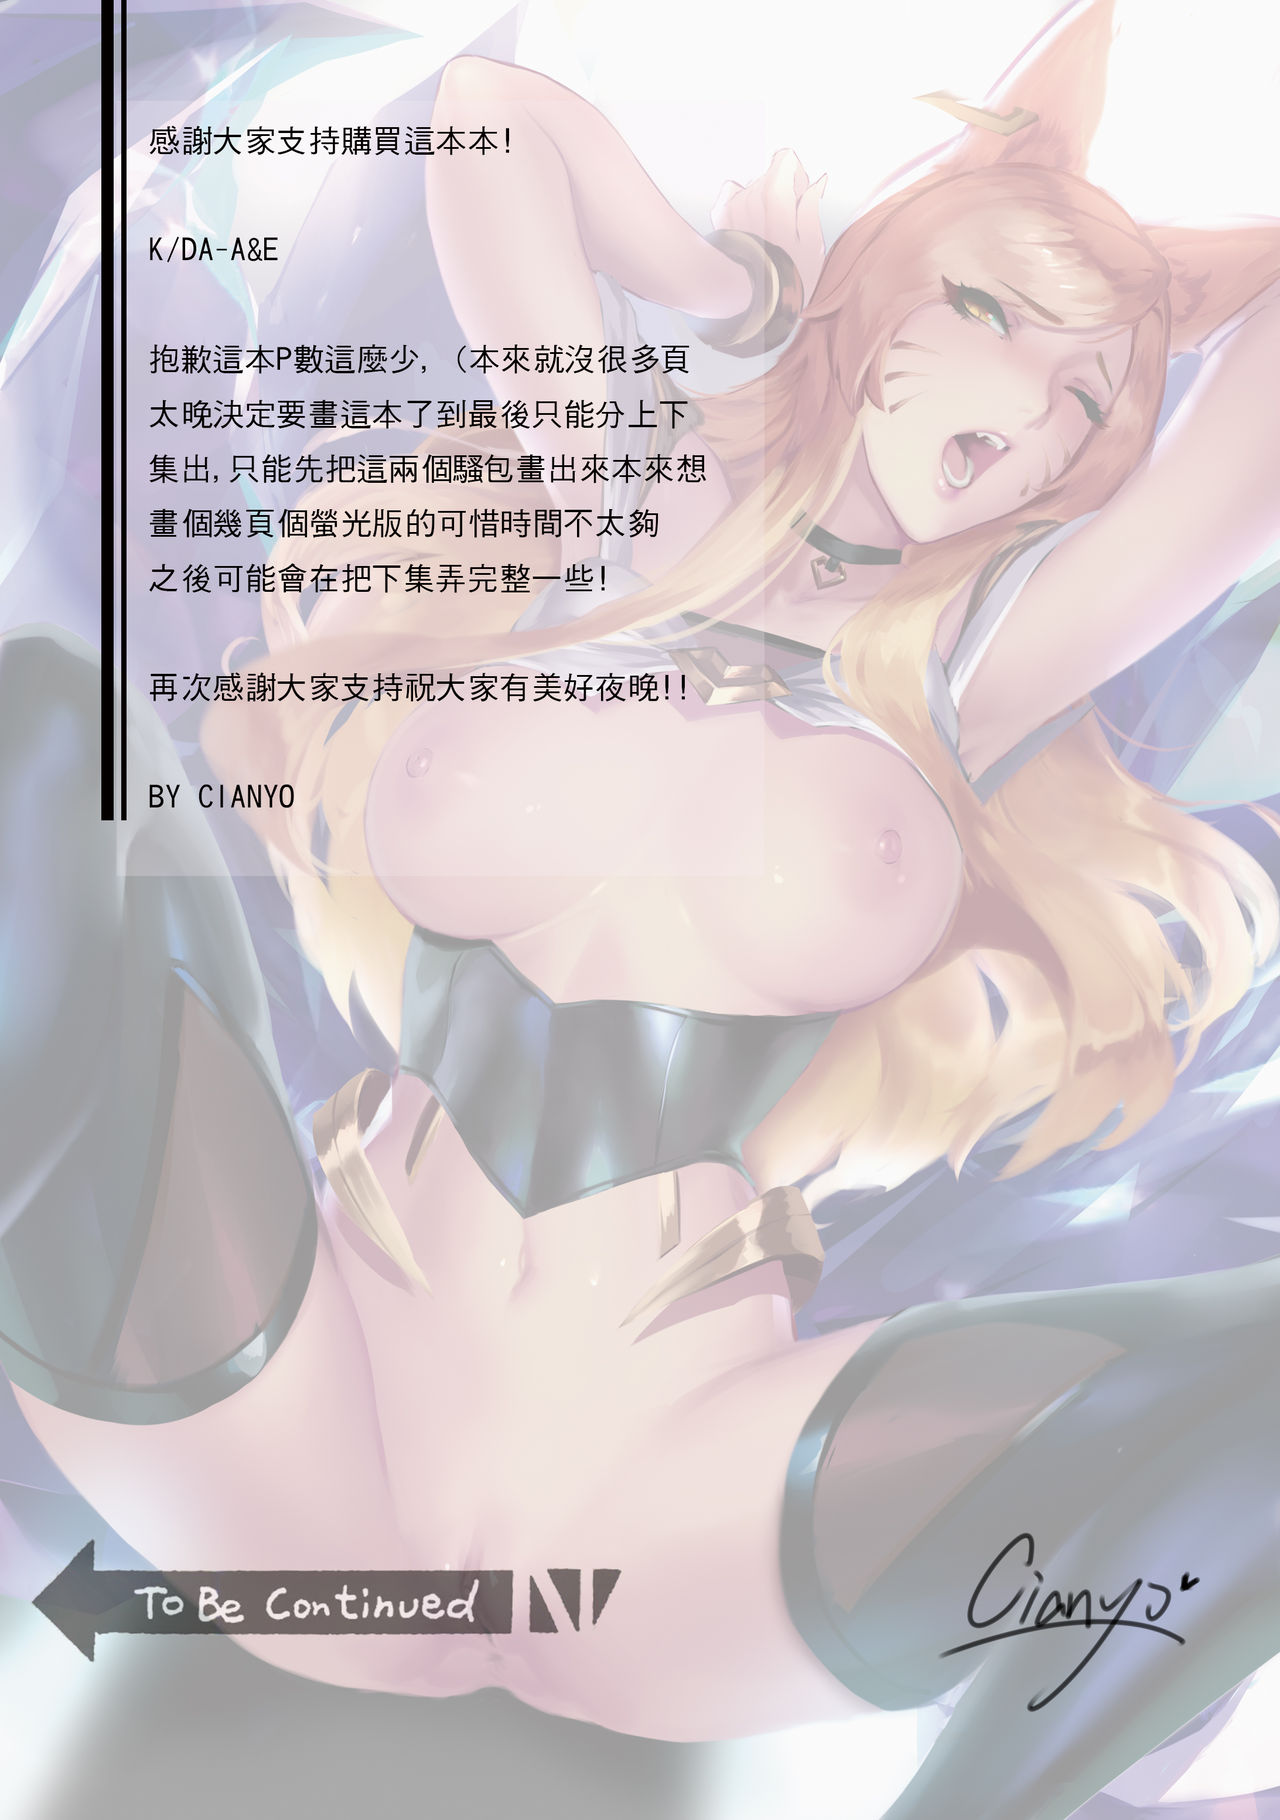 感謝大家支持購買這本本!
K/DA-A&E
抱歉這本P數這麼少,（本來就沒很多頁
太晚決定要畫這本了到最後只能分上下
集出,只能先把這兩個騷包畫出來本來想
畫個幾頁個螢光版的可惜時間不太夠
之後可能會在把下集弄完整一些!
再次感謝大家支持祝大家有美好夜晚!!
BY CIANYO
To Be Continued
Cianyo